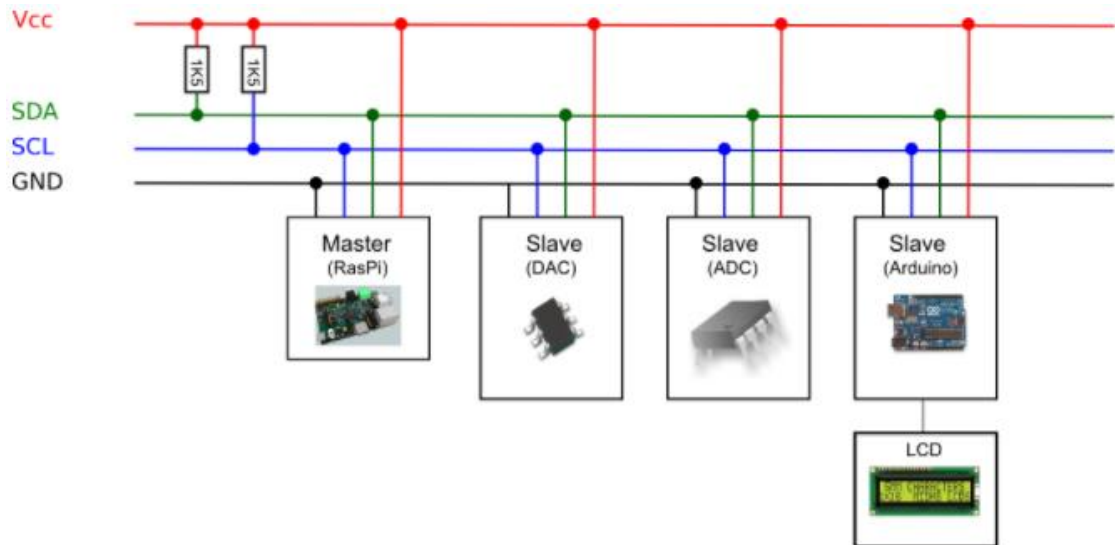 Vcc
1K5
1K5
SDA
SCL
GND
Master
(RasPi)
Slave
(DAC)
Slave
(ADC)
Slave
(Arduino)
LCD